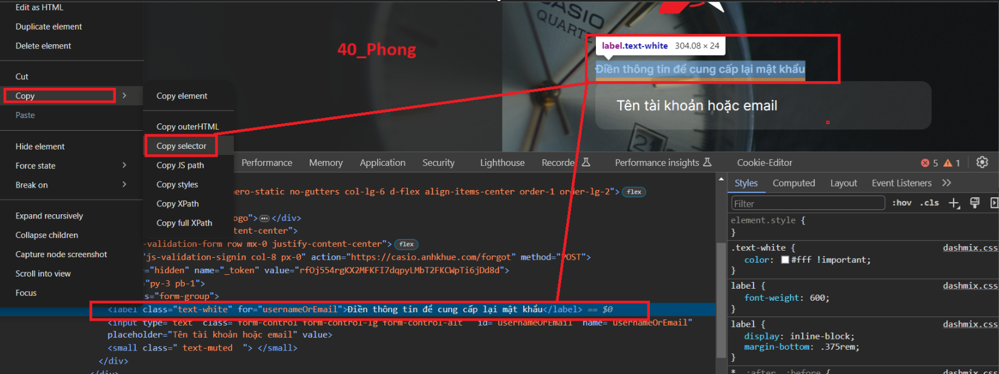 Edit as HTML
Duplicate element
Delete element
Cut
Copy
Paste
Hide element
Force state
Break on
Expand recursively
Collapse children
Capture node screenshot
Scroll into view
Focus
Copy element
Copy outerHTML
Copy selector
Copy JS path
Copy styles
Copy XPath
Copy full XPath
40_Phong
CASIO
QUARTZ
21
label.text-white 304.08 × 24
Điền thông tin để cung cấp lại mật khẩu
Tên tài khoản hoặc email
Performance Memory Application Security Lighthouse Recorde Performance insights Cookie-Editor 5 1
ero-static no-gutters col-lg-6 d-flex align-items-center order-1 order-lg-2"> flex
ogo"> ••• </div>
tent-center">
-validation-form row mx-0 justify-content-center"> flex
"js-validation-signin col-8 px-0" action="https://casio.anhkhue.com/forgot" method="POST">
="hidden" name="_token" value="rfOj554rgKX2MFKFI7dqpyLMbT2FKCWpTi6jDd8d">
="py-3 pb-1">
s="form-group">
<label class="text-white" for="usernameOrEmail">Điền thông tin để cung cấp lại mật khẩu</label> == $0
<input type="text" class="form-control form-control-lg form-control-alt " id="usernameOrEmail" name="usernameOrEmail"
placeholder="Tên tài khoản hoặc email" value>
<small class=" text-muted "> </small>
</div>
</div>
Styles Computed Layout Event Listeners
Filter :hov .cls
element.style {
}
.text-white { dashmix.css
color: #fff !important;
}
label { dashmix.css
font-weight: 600;
}
label { dashmix.css
display: inline-block;
margin-bottom: .375rem;
}
*, ::after, ::before { dashmix.css